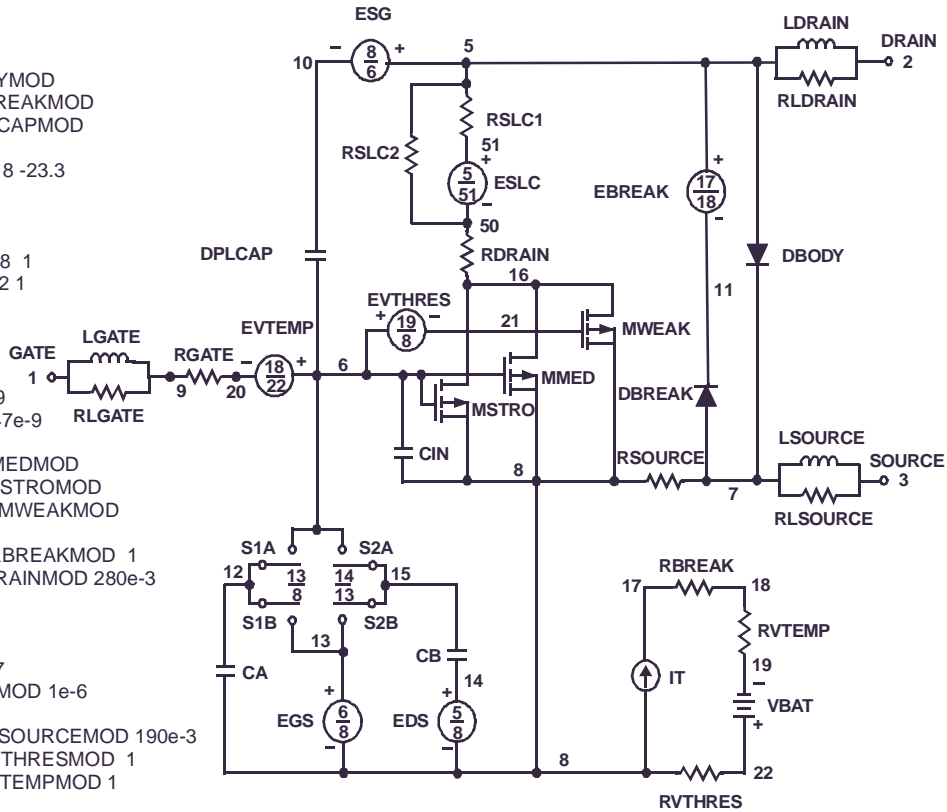 ESG
LDRAIN
DRAIN
2
10
-
8
6
+
5
RLDRAIN
YMOD
REAKMOD
CAPMOD
8 -23.3
RSLC1
RSLC2
51
+
5
51
ESLC
-
50
EBREAK
+
17
18
-
8 1
2 1
DPLCAP
RDRAIN
16
DBODY
11
EVTHRES
+
19
8
-
21
MWEAK
LGATE
EVTEMP
GATE
1
RGATE
-
18
22
+
6
9
20
RLGATE
MMED
MSTRO
DBREAK
9
7e-9
MEDMOD
STROMOD
MWEAKMOD
CIN
8
RSOURCE
7
LSOURCE
SOURCE
3
RLSOURCE
BREAKMOD 1
RAINMOD 280e-3
S1A
S2A
12
13
8
14
13
15
S1B
S2B
13
RBREAK
17
18
RVTEMP
19
7
MOD 1e-6
CA
CB
14
IT
-
VBAT
+
SOURCEMOD 190e-3
THRESMOD 1
TEMPMOD 1
EGS
+
6
8
-
EDS
+
5
8
-
8
22
RVTHRES